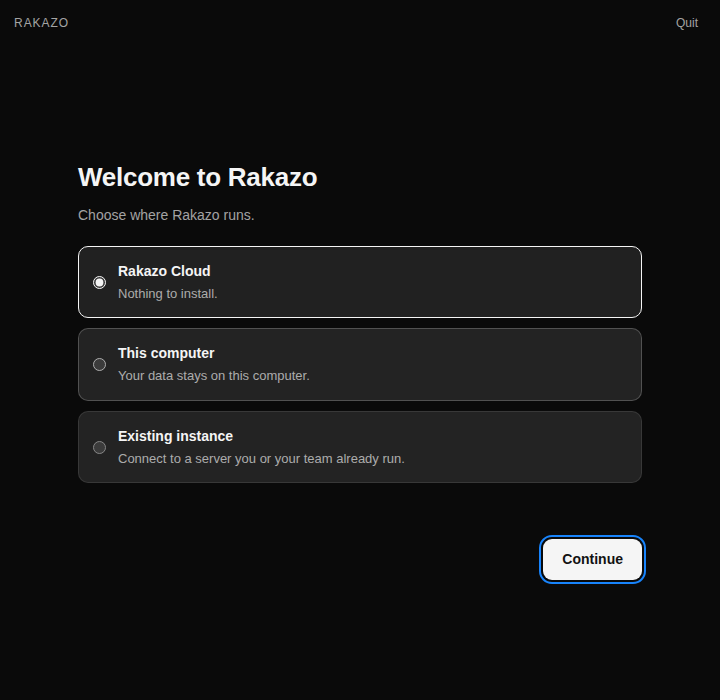 RAKAZO
Quit
Welcome to Rakazo
Choose where Rakazo runs.
Rakazo Cloud
Nothing to install.
This computer
Your data stays on this computer.
Existing instance
Connect to a server you or your team already run.
Continue